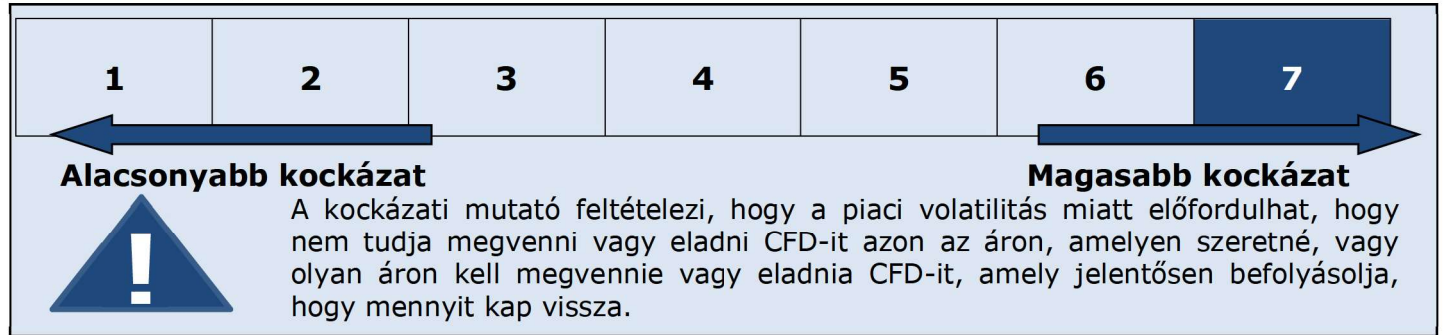 1 2 3 4 5 6 7
Alacsonyabb kockázat Magasabb kockázat
!
A kockázati mutató feltételezi, hogy a piaci volatilitás miatt előfordulhat, hogy
nem tudja megvenni vagy eladni CFD-it azon az áron, amelyen szeretné, vagy
olyan áron kell megvennie vagy eladnia CFD-it, amely jelentősen befolyásolja,
hogy mennyit kap vissza.